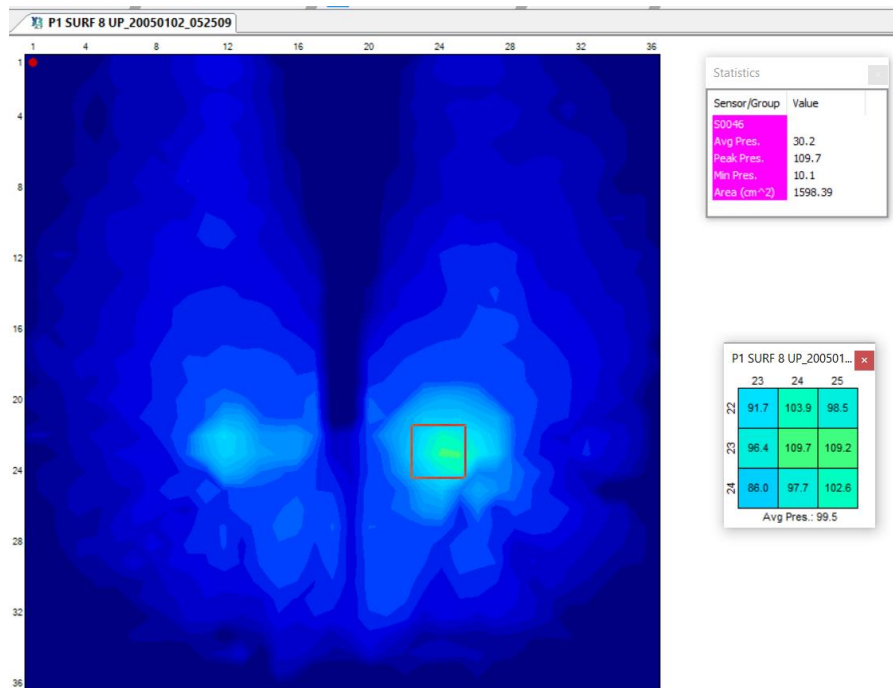 P1 SURF 8 UP_20050102_052509
1 4 8 12 16 20 24 28 32 36
1
4
8
12
16
20
24
28
32
36
Statistics
Sensor/Group Value
S0046
Avg Pres. 30.2
Peak Pres. 109.7
Min Pres. 10.1
Area (cm^2) 1598.39
P1 SURF 8 UP_200501...
23 24 25
22 91.7 103.9 98.5
23 96.4 109.7 109.2
24 86.0 97.7 102.6
Avg Pres.: 99.5